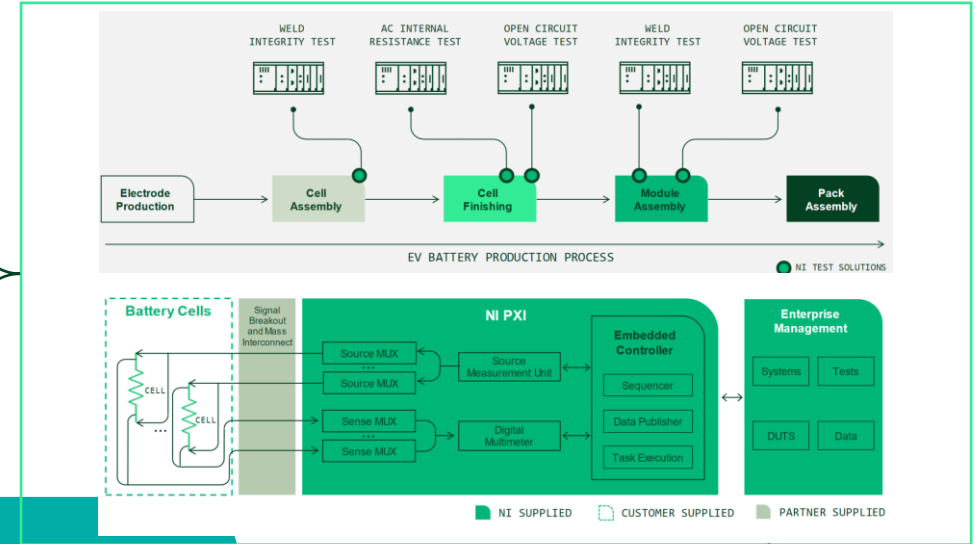 WELD
INTEGRITY TEST
AC INTERNAL
RESISTANCE TEST
OPEN CIRCUIT
VOLTAGE TEST
WELD
INTEGRITY TEST
OPEN CIRCUIT
VOLTAGE TEST
Electrode
Production
Cell
Assembly
Cell
Finishing
Module
Assembly
Pack
Assembly
EV BATTERY PRODUCTION PROCESS
NI TEST SOLUTIONS
Battery Cells
Signal
Breakout
and Mass
Interconnect
NI PXI
Enterprise
Management
Embedded
Controller
Source MUX
...
Source MUX
Source
Measurement Unit
Sense MUX
...
Sense MUX
Digital
Multimeter
Sequencer
Data Publisher
Task Execution
CELL
...
CELL
Systems
Tests
DUTS
Data
NI SUPPLIED
CUSTOMER SUPPLIED
PARTNER SUPPLIED